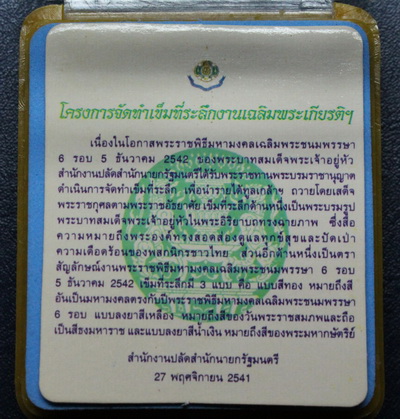 โครงการจัดทำเข็มที่ระลึกงานเฉลิมพระเกียรติฯ
เนื่องในโอกาสพระราชพิธีมหามงคลเฉลิมพระชนมพรรษา
6 รอบ 5 ธันวาคม 2542 ของพระบาทสมเด็จพระเจ้าอยู่หัว
สำนักงานปลัดสำนักนายกรัฐมนตรีได้รับพระราชทานพระบรมราชานุญาต
ดำเนินการจัดทำเข็มที่ระลึก เพื่อนำรายได้ทูลเกล้าฯ ถวายโดยเสด็จ
พระราชกุศลตามพระราชอัธยาศัย เข็มที่ระลึกด้านหนึ่งเป็นพระบรมรูป
พระบาทสมเด็จพระเจ้าอยู่หัวในพระอิริยาบถทรงฉายภาพ ซึ่งสื่อ
ความหมายถึงพระองค์ที่ทรงสอดส่องดูแลทุกข์สุขและปัดเป่า
ความเดือดร้อนของพสกนิกรชาวไทย ส่วนอีกด้านหนึ่งเป็นตรา
สัญลักษณ์งานพระราชพิธีมหามงคลเฉลิมพระชนมพรรษา 6 รอบ
5 ธันวาคม 2542 เข็มที่ระลึกมี 3 แบบ คือ แบบสีทอง หมายถึงสี
อันเป็นมหามงคลตรงกับปีพระราชพิธีมหามงคลเฉลิมพระชนมพรรษา
6 รอบ แบบลงยาสีเหลือง หมายถึงสีของวันพระราชสมภพและถือ
เป็นสีธงมหาราช และแบบลงยาสีน้ำเงิน หมายถึงสีของพระมหากษัตริย์
สำนักงานปลัดสำนักนายกรัฐมนตรี
27 พฤศจิกายน 2541